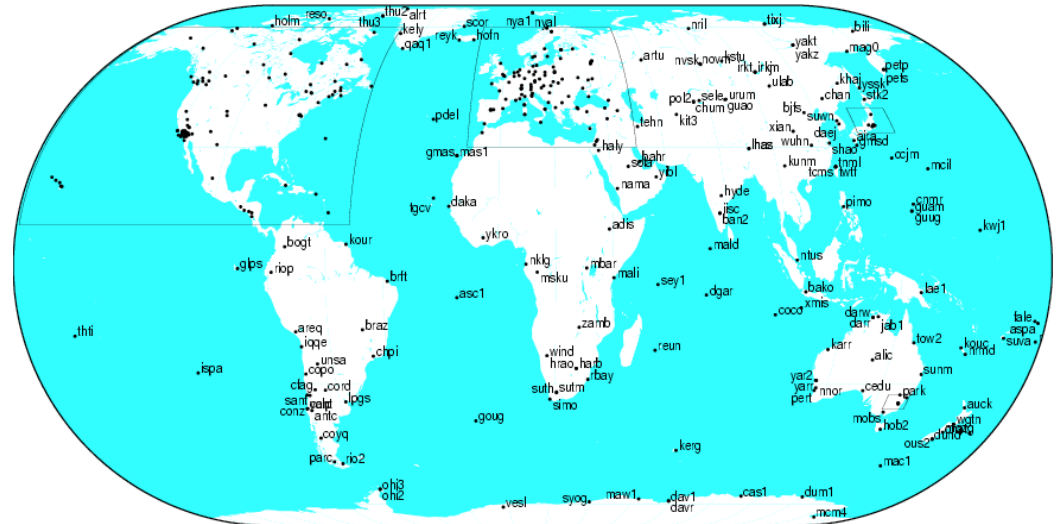 reso
thu2
alrt
holm
thu3
kely
qaq1
scor
reyk
hofn
nya1
nyal
nril
tixj
bili
yakt
yakz
mag0
artu
nvsk
kstu
irkt
irkjm
ulab
petp
pets
khaj
yssk
chan
stk2
pol2
sele
urum
chum
guao
kit3
bjfs
suwn
daej
xian
wuhn
shao
aira
gmsd
pdel
tehn
gmas
mas1
haly
bahr
sola
yibl
nama
lhas
kunm
tnml
tcms
twtf
ccjm
mcil
hyde
iisc
ban2
pimo
cnmr
guam
guug
kwj1
daka
ykro
adis
mald
ntus
bogt
kour
glps
riop
brft
nklg
msku
mbar
mali
asc1
sey1
dgar
bako
xmis
coco
lae1
thti
areq
braz
iqqe
chpi
unsa
copo
ispa
zamb
wind
hrao
harb
rbay
suth
sutm
simo
reun
darw
darr
jab1
karr
alic
tow2
fale
aspa
suva
kouc
nrmd
yar2
yarr
pert
nnor
cedu
sunm
park
mobs
hob2
auck
wgtn
ous2
dund
cord
sant
conz
antc
lpgs
coyq
parc
rio2
goug
kerg
mac1
ohi3
ohi2
vesl
syog
maw1
dav1
davr
cas1
dum1
mcm4